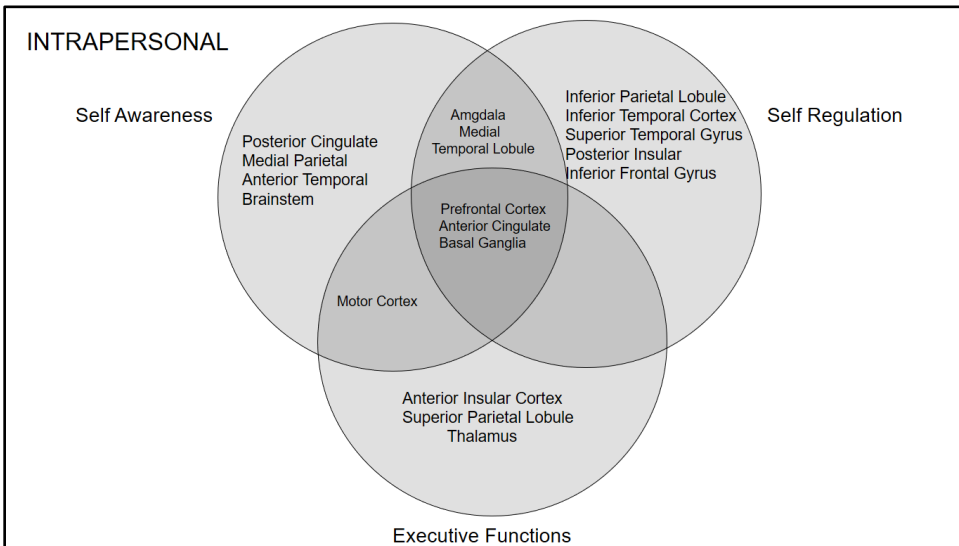 INTRAPERSONAL
Self Awareness
Self Regulation
Posterior Cingulate
Medial Parietal
Anterior Temporal
Brainstem
Amgdala
Medial
Temporal Lobule
Inferior Parietal Lobule
Inferior Temporal Cortex
Superior Temporal Gyrus
Posterior Insular
Inferior Frontal Gyrus
Prefrontal Cortex
Anterior Cingulate
Basal Ganglia
Motor Cortex
Anterior Insular Cortex
Superior Parietal Lobule
Thalamus
Executive Functions